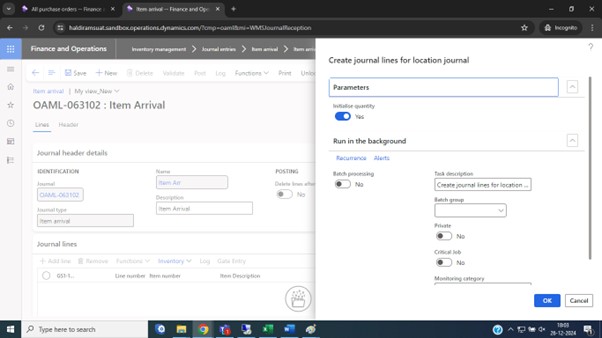 All purchase orders -- Finance a
Item arrival -- Finance and Ope
haldiramsuat.sandbox.operations.dynamics.com/?cmp=oaml&mi=WMSJournalReception
Incognito
Finance and Operations
Inventory management > Journal entries > Item arrival > Item arri
Save + New Delete Validate Post Log Functions Print Unlo
Item arrival | My view_New
OAML-063102 : Item Arrival
Lines Header
Journal header details
IDENTIFICATION
Journal
OAML-063102
Journal type
Item arrival
Name
Item Arr
Description
Item Arrival
POSTING
Delete lines after
No
Journal lines
+ Add line Remove Functions Inventory Log Gate Entry
Line number Item number Item Description
?
Create journal lines for location journal
Parameters
Initialise quantity
Yes
Run in the background
Recurrence Alerts
Batch processing
No
Task description
Create journal lines for location ...
Batch group
Private
No
Critical Job
No
Monitoring category
OK Cancel
Type here to search
18:03
26-12-2024